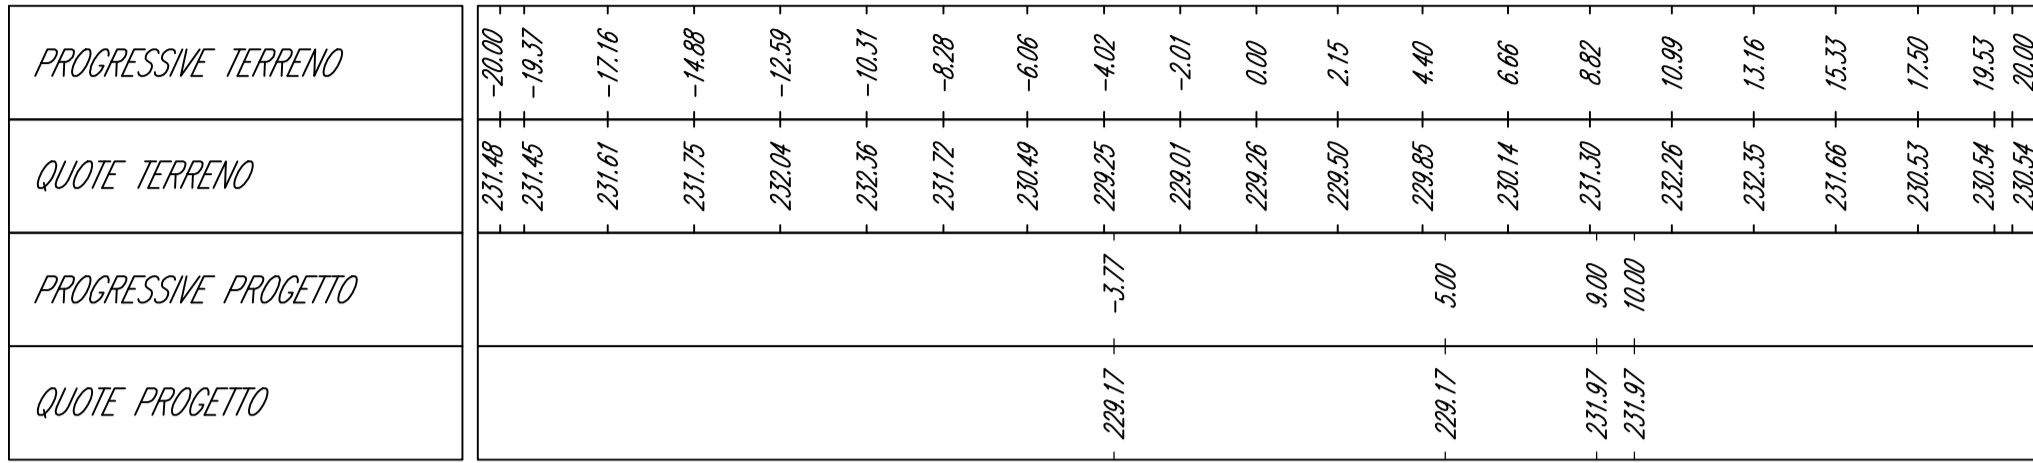 PROGRESSIVE TERRENO -20.00 -19.37 -17.16 -14.88 -12.59 -10.31 -8.28 -6.06 -4.02 -2.01 0.00 2.15 4.40 6.66 8.82 10.99 13.16 15.33 17.50 19.53 20.00
QUOTE TERRENO 231.48 231.45 231.61 231.75 232.04 232.36 231.72 230.49 229.25 229.01 229.26 229.50 229.85 230.14 231.30 232.26 232.35 231.66 230.53 230.54 230.54
PROGRESSIVE PROGETTO -3.77 5.00 9.00 10.00
QUOTE PROGETTO 229.17 229.17 231.97 231.97